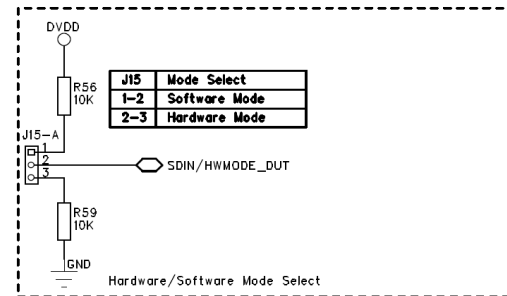 DVDD
R56
10K
J15 Mode Select
1-2 Software Mode
2-3 Hardware Mode
J15-A
1
2
3
SDIN/HWMODE_DUT
R59
10K
GND
Hardware/Software Mode Select